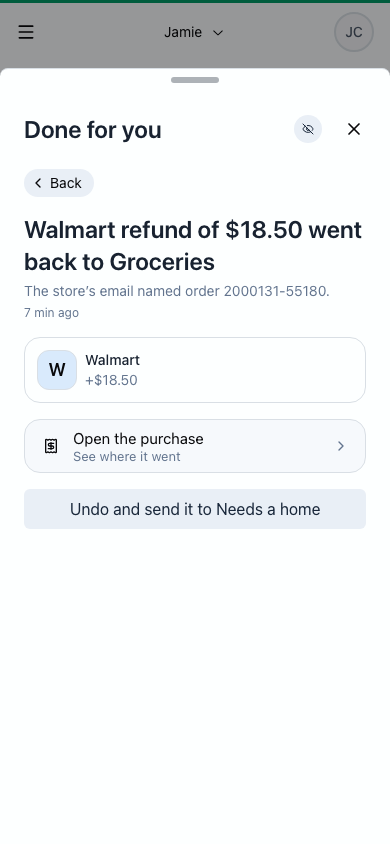 Jamie
JC
Done for you
Back
Walmart refund of $18.50 went
back to Groceries
The store's email named order 2000131-55180.
7 min ago
W
Walmart
+$18.50
Open the purchase
See where it went
Undo and send it to Needs a home